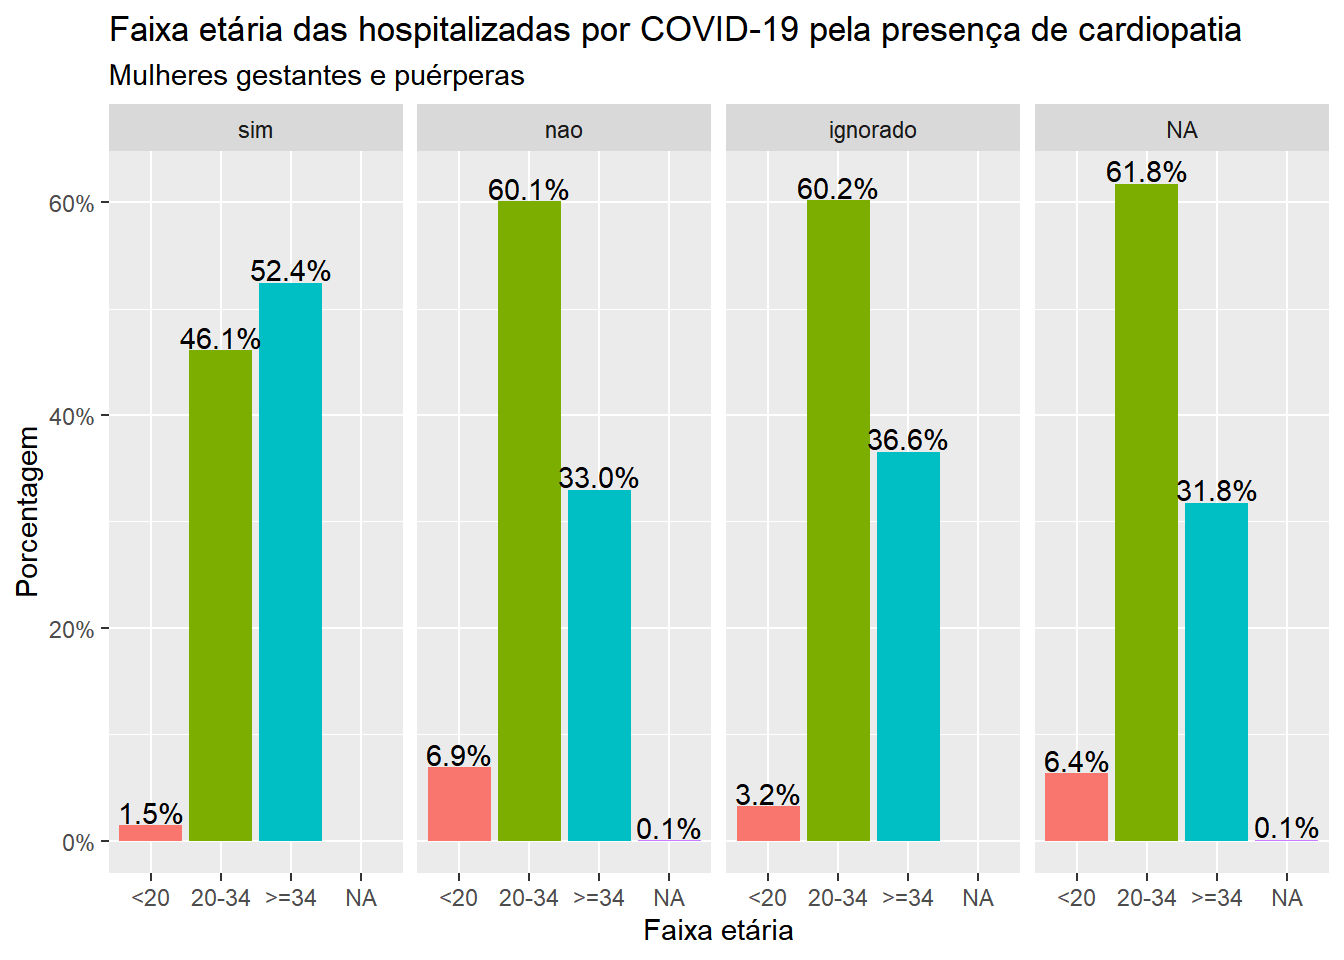 Faixa etária das hospitalizadas por COVID-19 pela presença de cardiopatia
Mulheres gestantes e puérperas
sim
nao
ignorado
NA
Porcentagem
60%
40%
20%
0%
1.5%
46.1%
52.4%
6.9%
60.1%
33.0%
0.1%
3.2%
60.2%
36.6%
6.4%
61.8%
31.8%
0.1%
<20 20-34 >=34 NA
<20 20-34 >=34 NA
<20 20-34 >=34 NA
<20 20-34 >=34 NA
Faixa etária